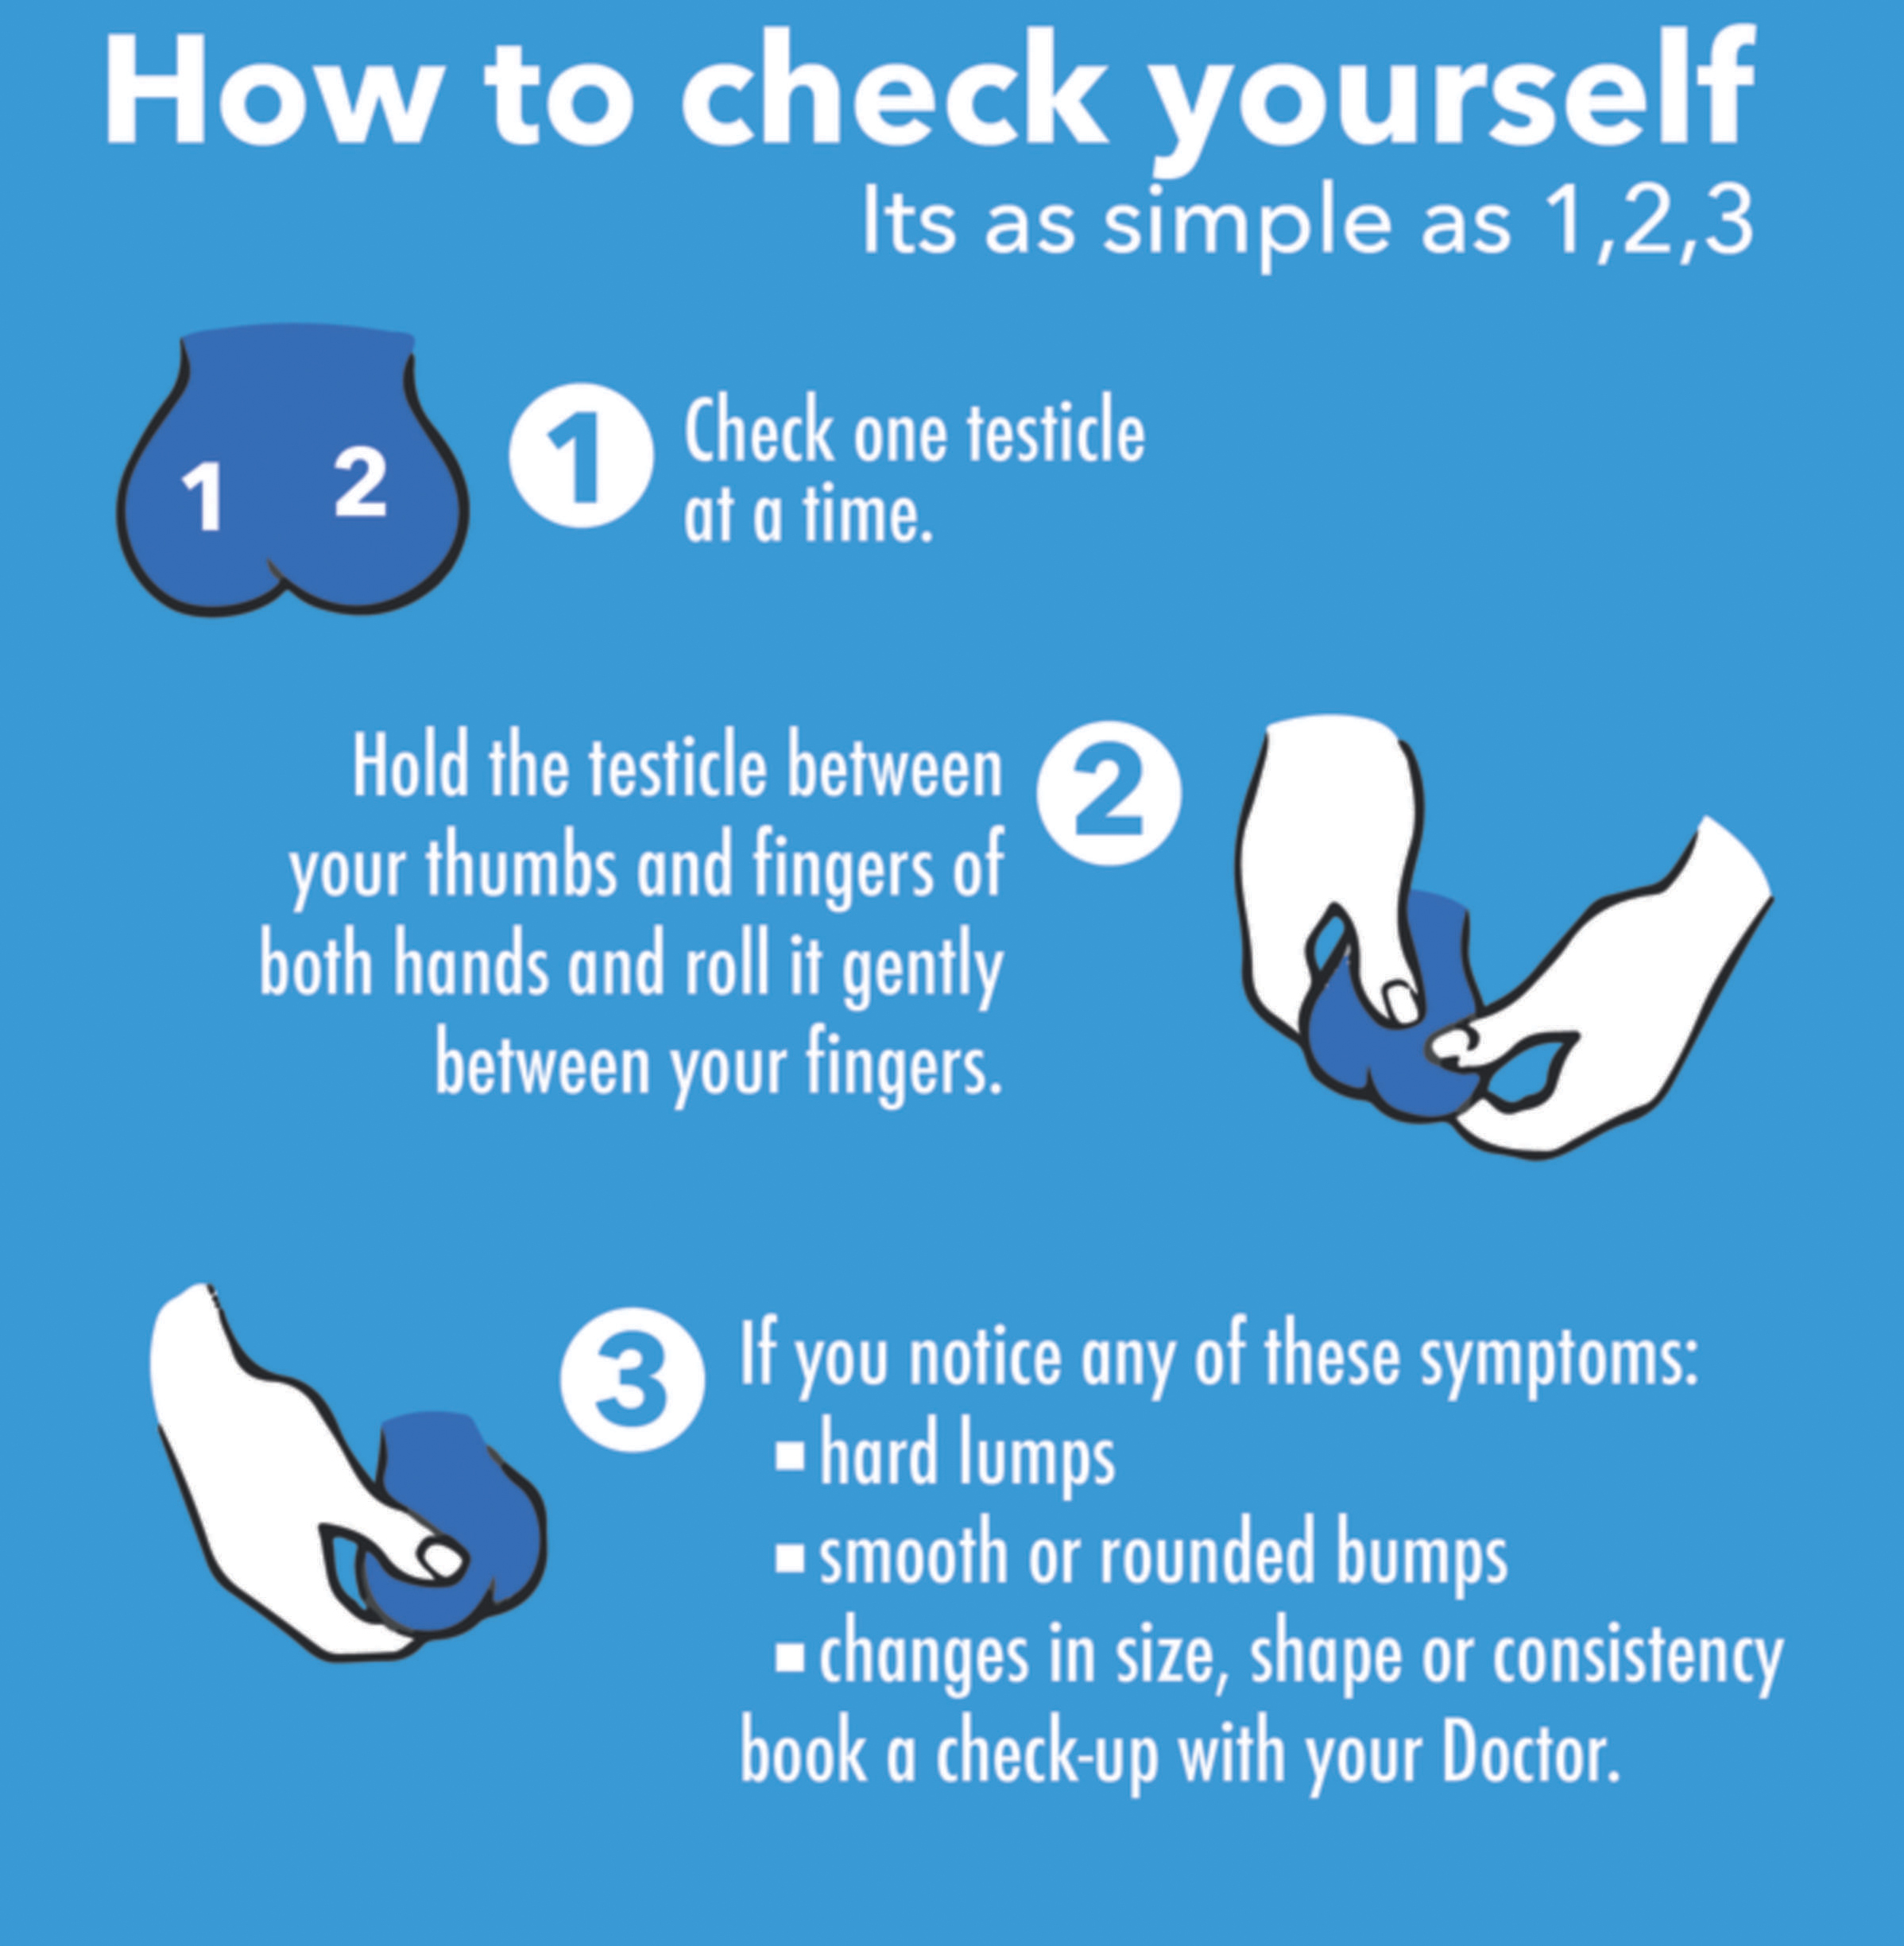 How to check yourself
Its as simple as 1,2,3
1 2
1
Check one testicle
at a time.
2
Hold the testicle between
your thumbs and fingers of
both hands and roll it gently
between your fingers.
3
If you notice any of these symptoms:
▪ hard lumps
▪ smooth or rounded bumps
▪ changes in size, shape or consistency
book a check-up with your Doctor.